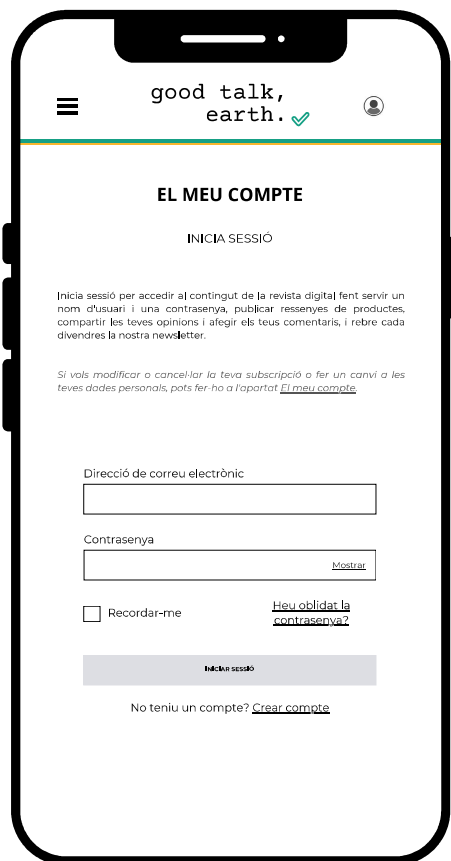 good talk,
earth.
EL MEU COMPTE
INICIA SESSIÓ
Inicia sessió per accedir al contingut de la revista digital fent servir un
nom d'usuari i una contrasenya, publicar ressenyes de productes,
compartir les teves opinions i afegir els teus comentaris, i rebre cada
divendres la nostra newsletter.
Si vols modificar o cancel·lar la teva subscripció o fer un canvi a les
teves dades personals, pots fer-ho a l'apartat El meu compte.
Direcció de correu electrònic
Contrasenya
Mostrar
Recordar-me
Heu oblidat la
contrasenya?
INICIAR SESSIÓ
No teniu un compte? Crear compte